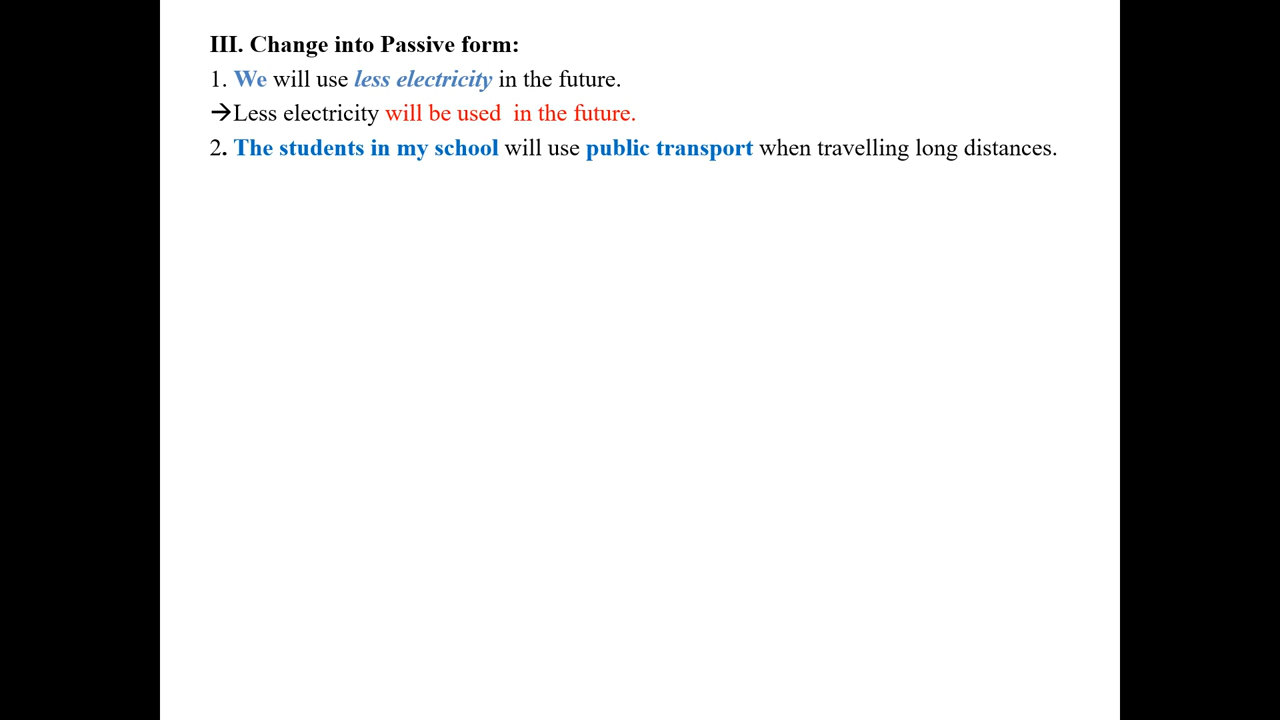 III. Change into Passive form:
1. We will use less electricity in the future.
→Less electricity will be used  in the future.
2. The students in my school will use public transport when travelling long distances.